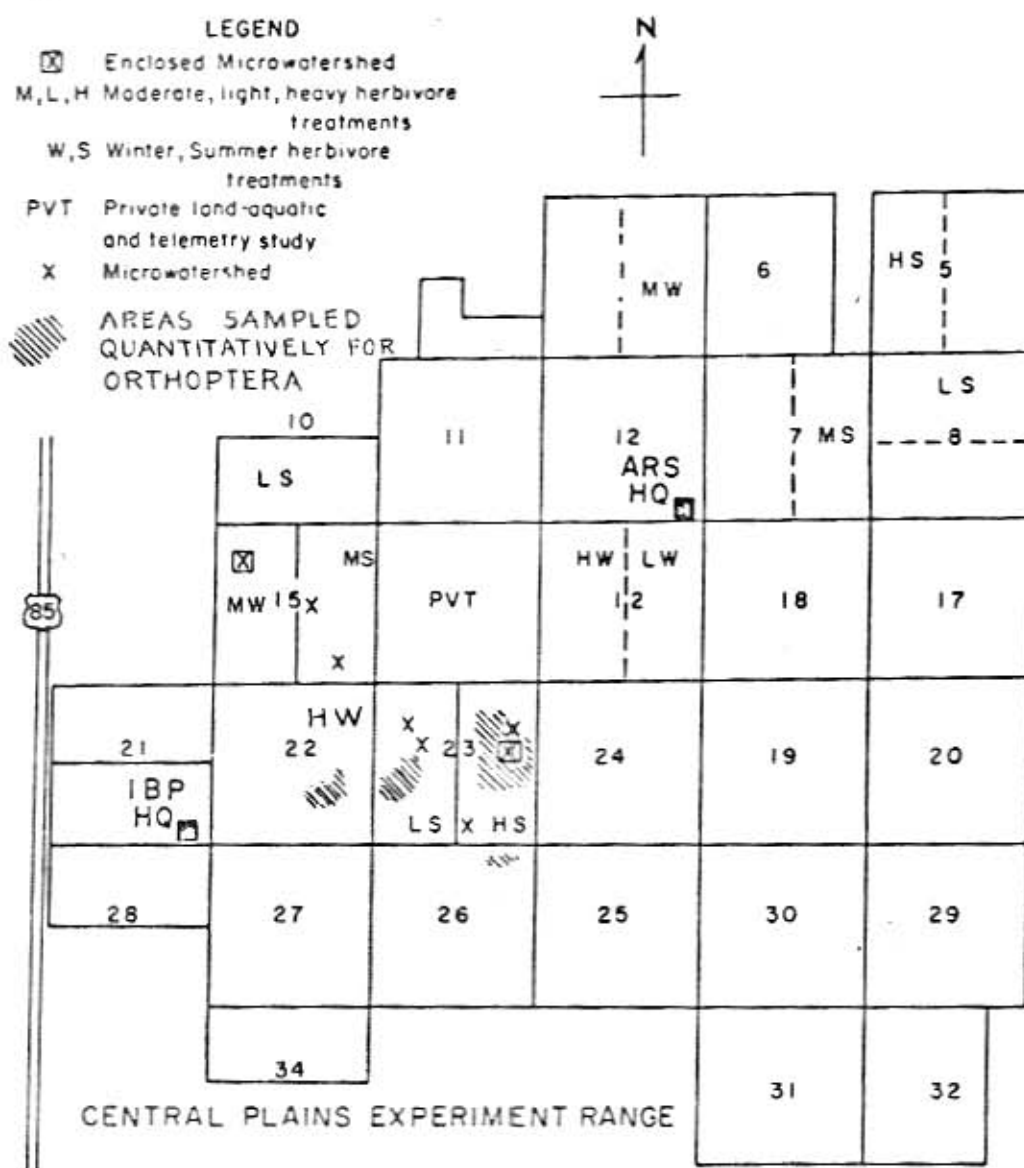 LEGEND
Enclosed Microwatershed
M,L,H Moderate, light, heavy herbivore
treatments
W,S Winter, Summer herbivore
treatments
PVT Private land-aquatic
and telemetry study
X Microwatershed
AREAS SAMPLED
QUANTITATIVELY FOR
ORTHOPTERA
N
1 MW
6
HS 5
LS
8
10
11
12
7 MS
ARS
HQ
LS
X
MS
HW LW
MW 15 X
PVT
12
18
17
85
X
HW
X
X
21
22
X 23
X
24
19
20
IBP
HQ
LS X HS
28
27
26
25
30
29
34
31
32
CENTRAL PLAINS EXPERIMENT RANGE